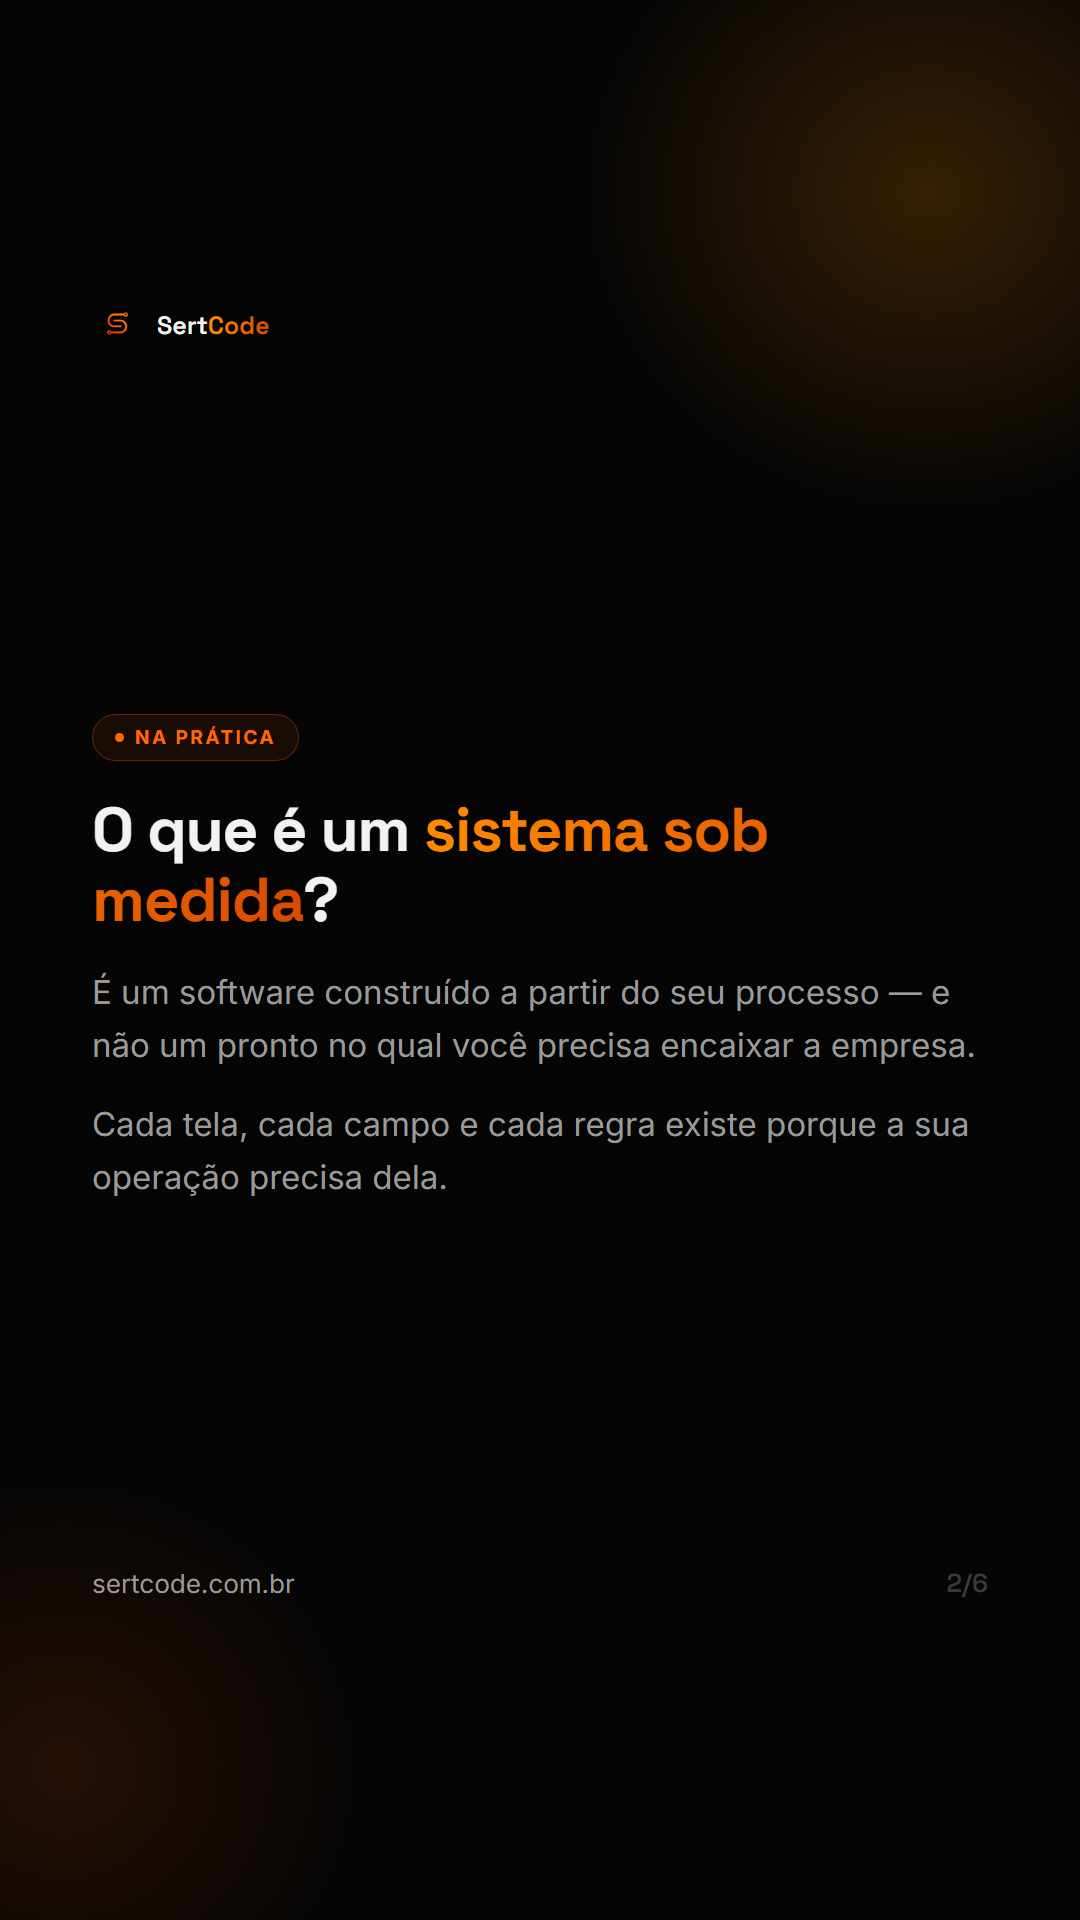 SertCode
NA PRÁTICA
O que é um sistema sob
medida?
É um software construído a partir do seu processo — e
não um pronto no qual você precisa encaixar a empresa.
Cada tela, cada campo e cada regra existe porque a sua
operação precisa dela.
sertcode.com.br
2/6